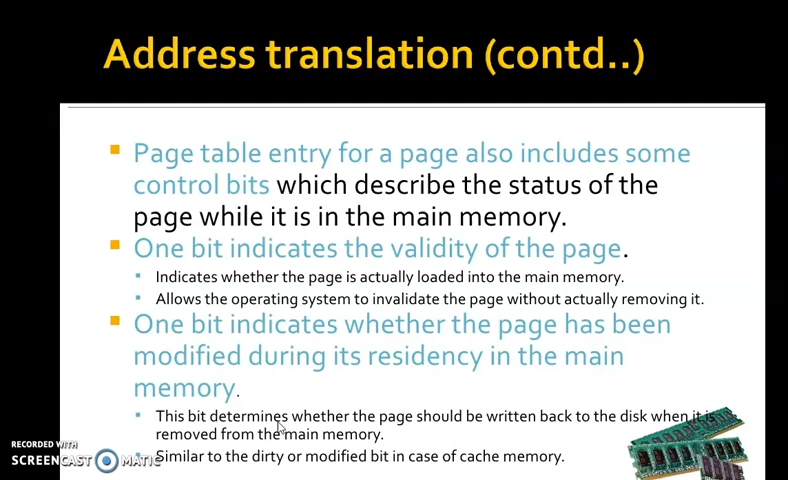 Address translation (contd..)
Page table entry for a page also includes some
control bits which describe the status of the
page while it is in the main memory.
One bit indicates the validity of the page.
Indicates whether the page is actually loaded into the main memory.
Allows the operating system to invalidate the page without actually removing it.
One bit indicates whether the page has been
modified during its residency in the main
memory.
This bit determines whether the page should be written back to the disk when it is
removed from the main memory.
Similar to the dirty or modified bit in case of cache memory.
RECORDED WITH
SCREENCAST MATIC